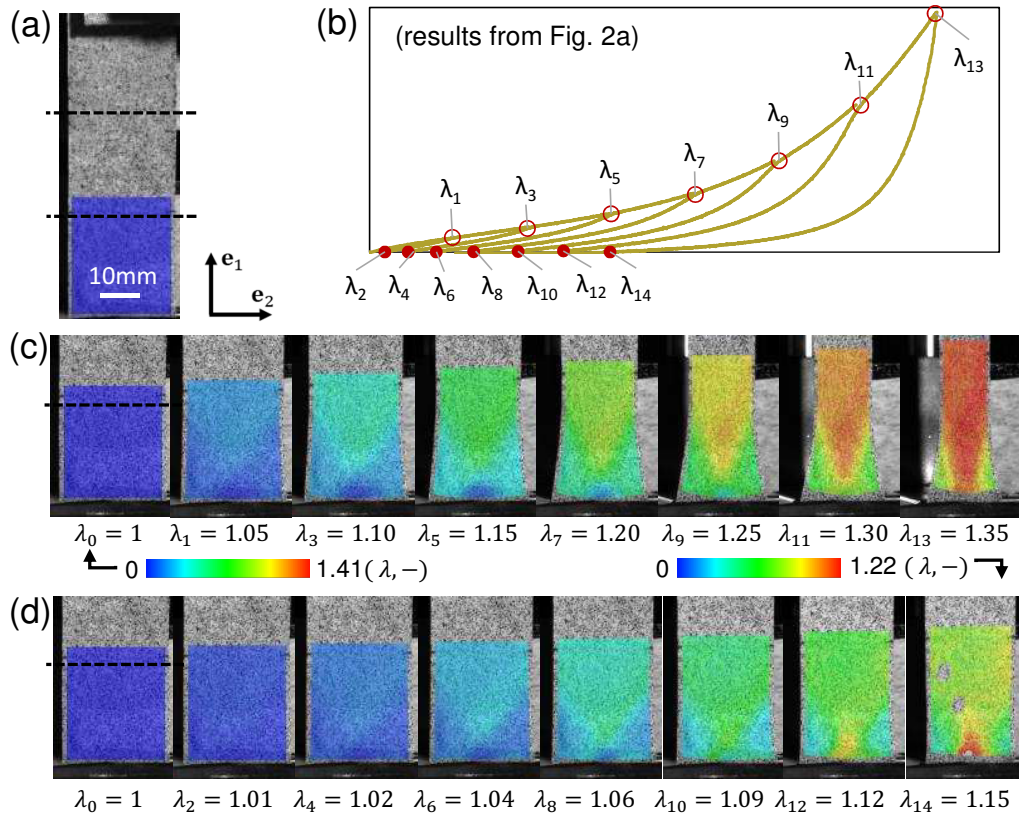 (a)
10mm
e₁
e₂
(b)
(results from Fig. 2a)
λ₁
λ₃
λ₅
λ₇
λ₉
λ₁₁
λ₁₃
λ₂
λ₄
λ₆
λ₈
λ₁₀
λ₁₂
λ₁₄
(c)
λ₀ = 1 λ₁ = 1.05 λ₃ = 1.10 λ₅ = 1.15 λ₇ = 1.20 λ₉ = 1.25 λ₁₁ = 1.30 λ₁₃ = 1.35
0 1.41(λ, −) 0 1.22 (λ, −)
(d)
λ₀ = 1 λ₂ = 1.01 λ₄ = 1.02 λ₆ = 1.04 λ₈ = 1.06 λ₁₀ = 1.09 λ₁₂ = 1.12 λ₁₄ = 1.15